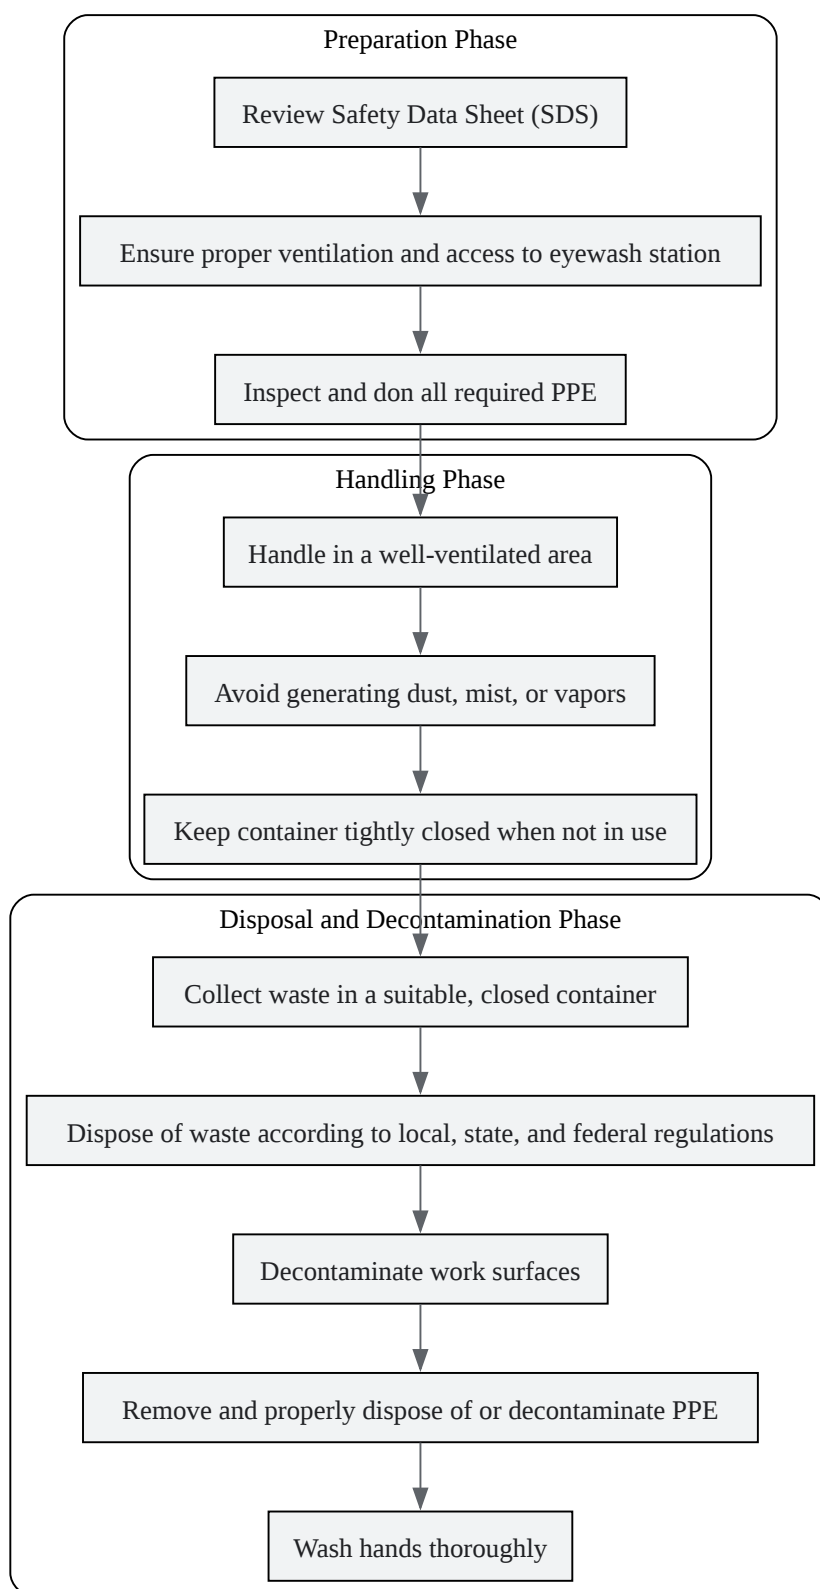 Preparation Phase
Review Safety Data Sheet (SDS)
Ensure proper ventilation and access to eyewash station
Inspect and don all required PPE
Handling Phase
Handle in a well-ventilated area
Avoid generating dust, mist, or vapors
Keep container tightly closed when not in use
Disposal and Decontamination Phase
Collect waste in a suitable, closed container
Dispose of waste according to local, state, and federal regulations
Decontaminate work surfaces
Remove and properly dispose of or decontaminate PPE
Wash hands thoroughly